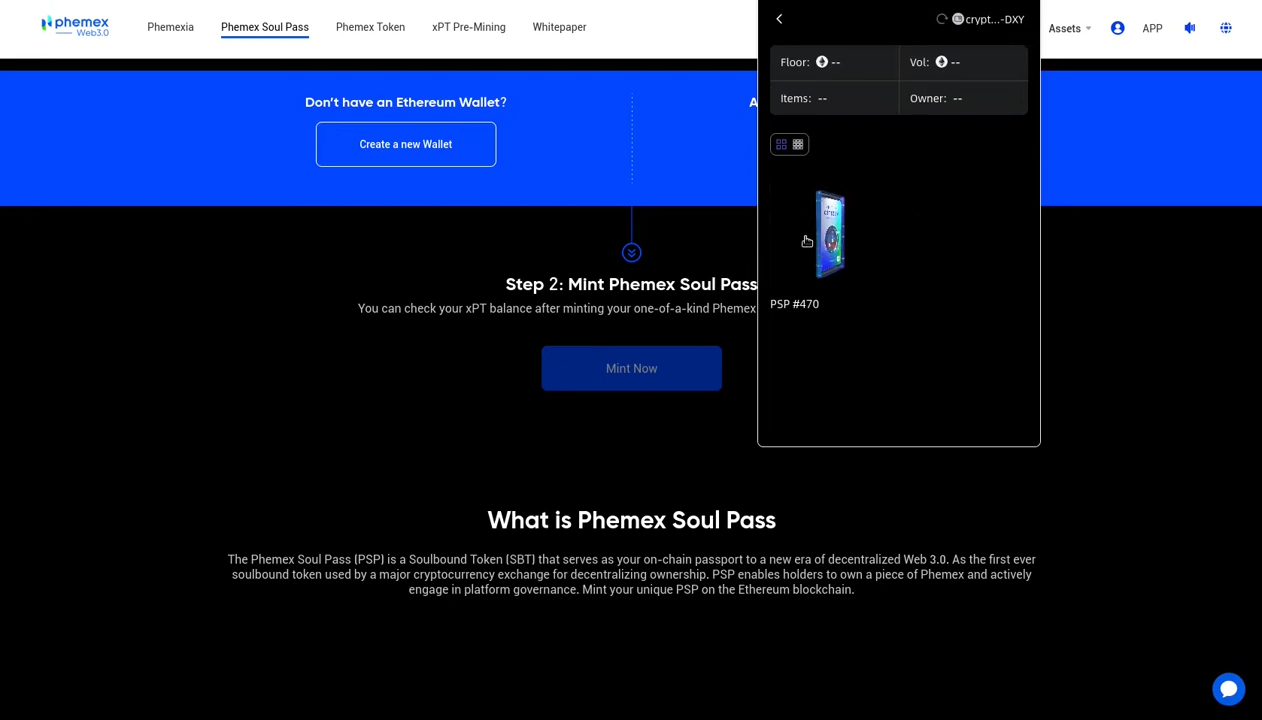 phemex
Web3.0
Phemexia
Phemex Soul Pass
Phemex Token
xPT Pre-Mining
Whitepaper
crypt...-DXY
Assets
APP
Floor: --
Vol: --
Items: --
Owner: --
Don't have an Ethereum Wallet?
A
Create a new Wallet
PSP #470
Step 2: Mint Phemex Soul Pass
You can check your xPT balance after minting your one-of-a-kind Phemex
Mint Now
What is Phemex Soul Pass
The Phemex Soul Pass (PSP) is a Soulbound Token (SBT) that serves as your on-chain passport to a new era of decentralized Web 3.0. As the first ever
soulbound token used by a major cryptocurrency exchange for decentralizing ownership. PSP enables holders to own a piece of Phemex and actively
engage in platform governance. Mint your unique PSP on the Ethereum blockchain.